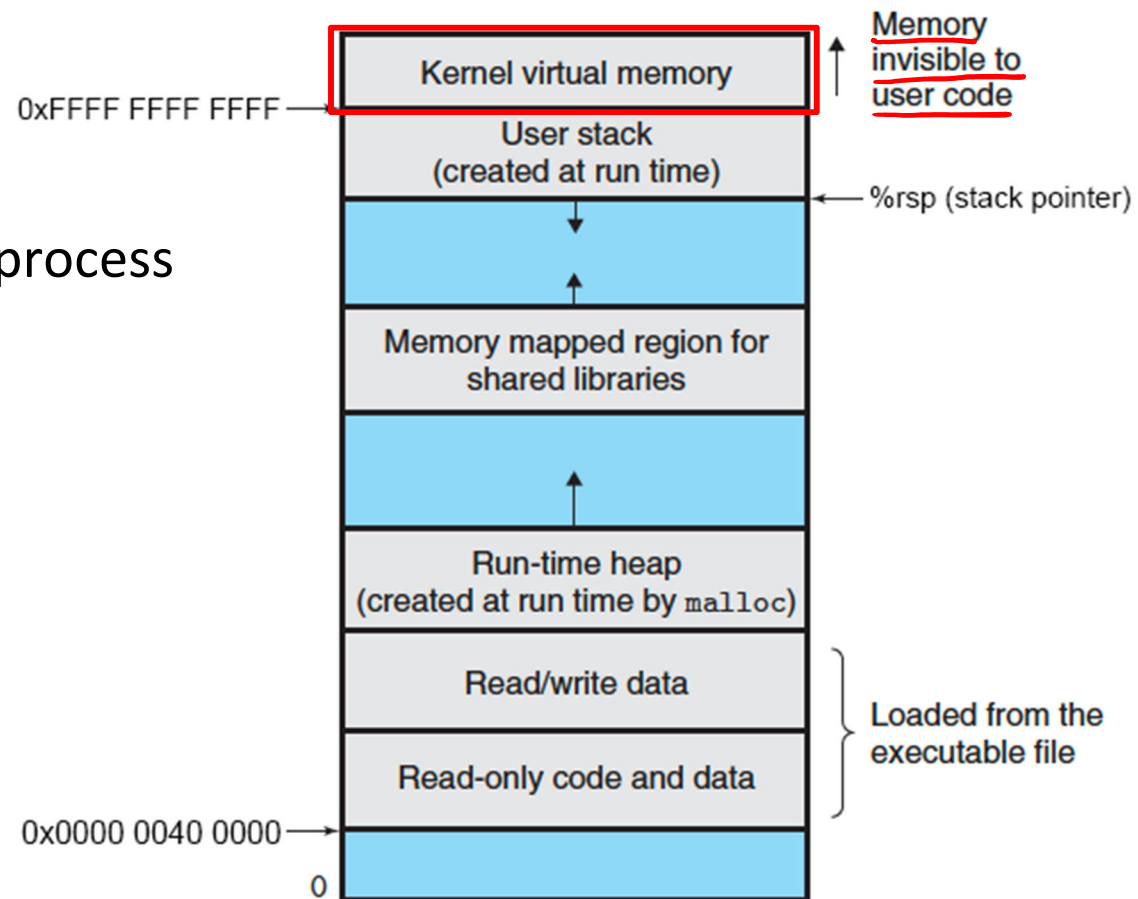 Memory
invisible to
user code
Kernel virtual memory
0xFFFF FFFF FFFF
User stack
(created at run time)
%rsp (stack pointer)
process
Memory mapped region for
shared libraries
Run-time heap
(created at run time by malloc)
Read/write data
Loaded from the
executable file
Read-only code and data
0x0000 0040 0000
0